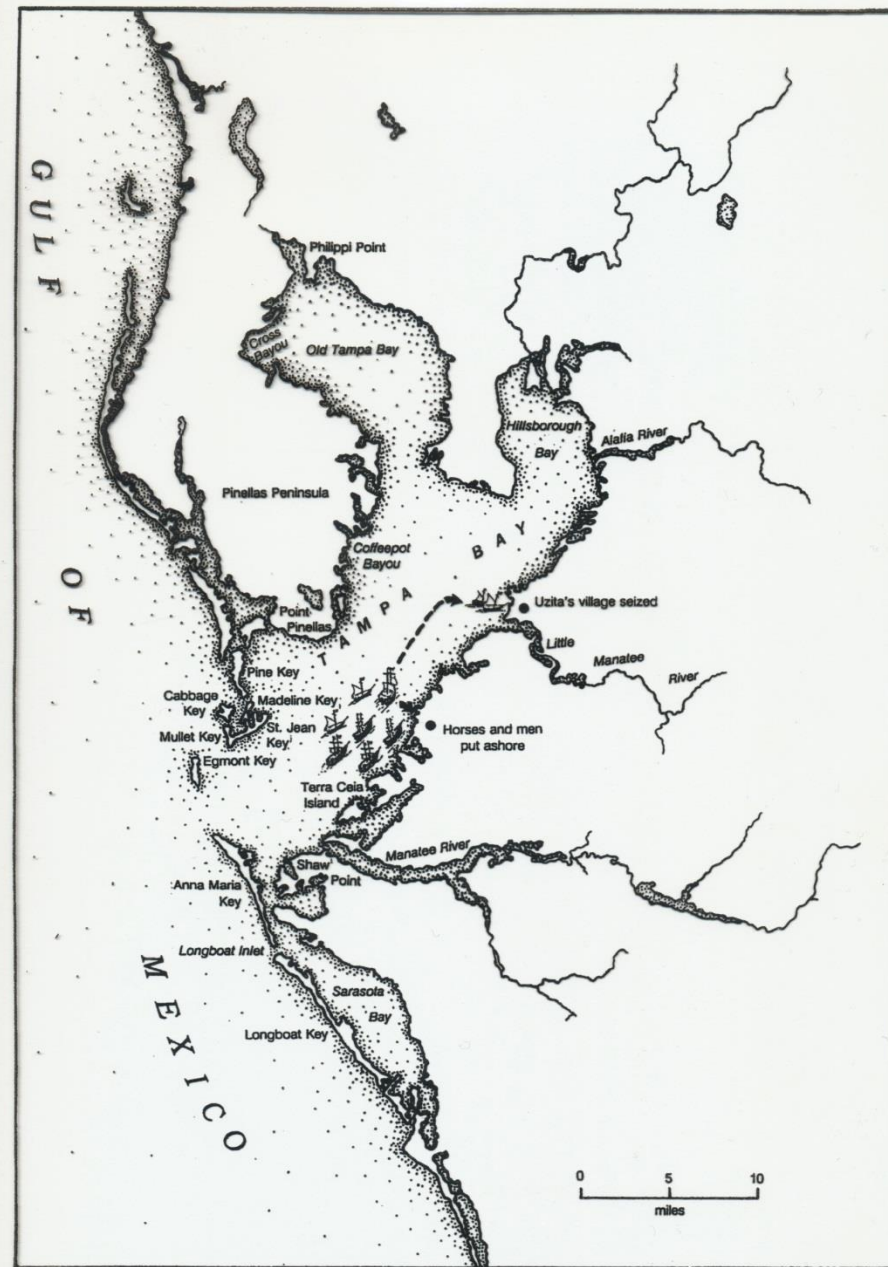 GULF
OF
MEXICO
Philippi Point
Cross
Bayou
Old Tampa Bay
Hillsborough
Bay
Alalia River
Pinellas Peninsula
Coffeepot
Bayou
TAMPA BAY
Point
Pinellas
Uzita's village seized
Little
Manatee
River
Pine Key
Cabbage
Key
Madeline Key
Mullet Key
St. Jean
Key
Egmont Key
Horses and men
put ashore
Terra Ceia
Island
Manatee River
Shaw
Point
Anna Maria
Key
Longboat Inlet
Sarasota
Bay
Longboat Key
0 5 10
miles